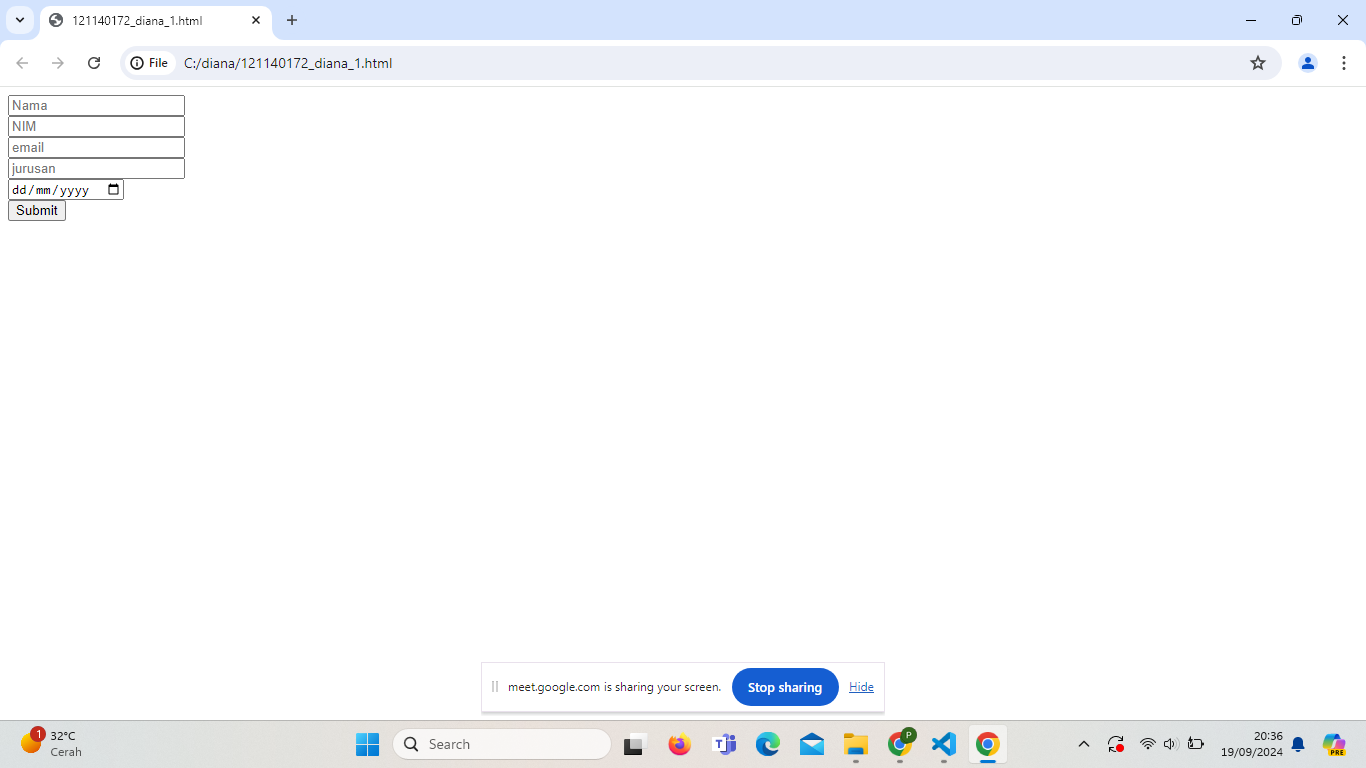 121140172_diana_1.html
File
C:/diana/121140172_diana_1.html
Nama
NIM
email
jurusan
dd/mm/yyyy
Submit
meet.google.com is sharing your screen.
Stop sharing
Hide
1
32°C
Cerah
Search
T
P
20:36
19/09/2024
PRE